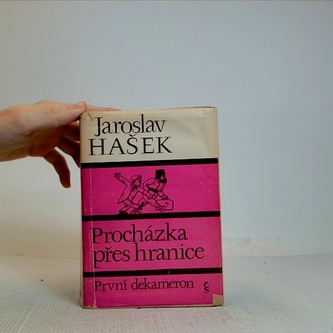 Jaroslav
HAŠEK
Procházka
přes hranice
První dekameron